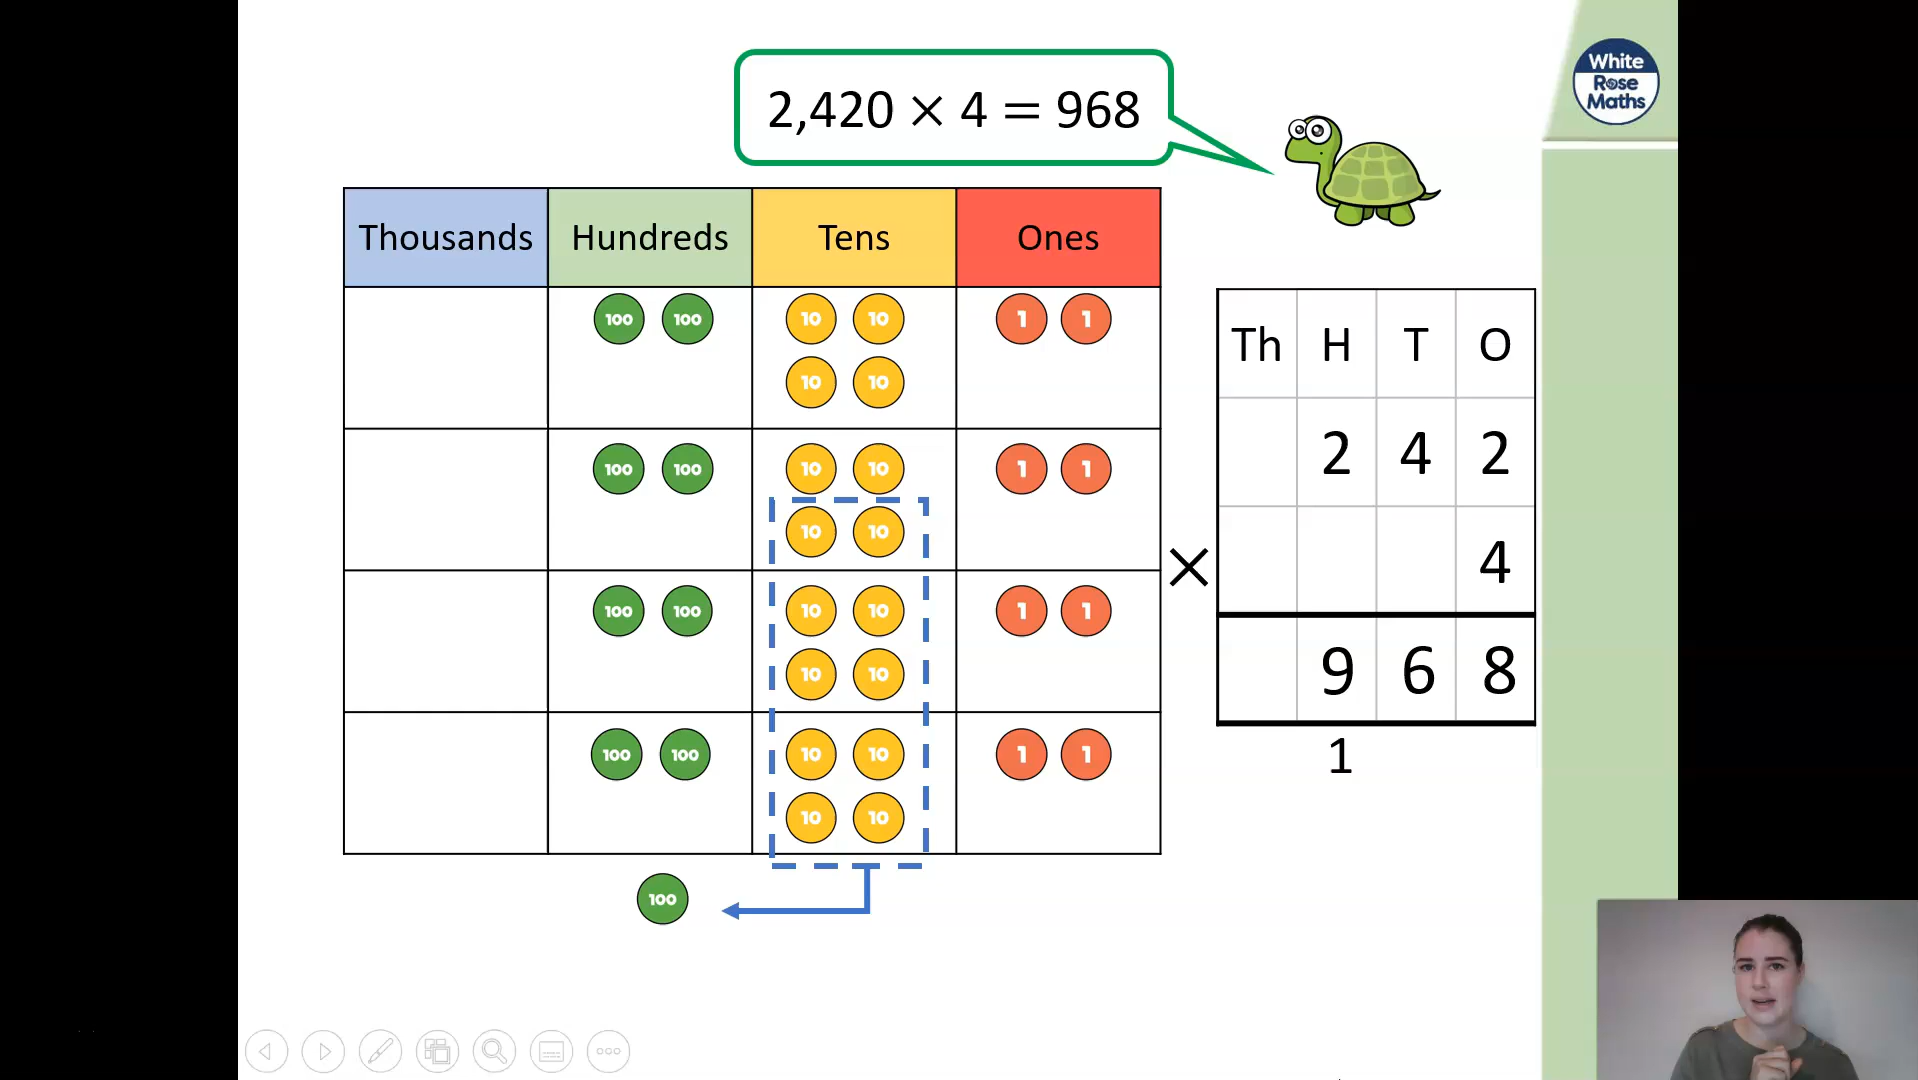 2,420 × 4 = 968
White
Rose
Maths
Thousands Hundreds Tens Ones
100 100 10 10 1 1
10 10
100 100 10 10 1 1
10 10
100 100 10 10 1 1
10 10
100 100 10 10 1 1
10 10
100
Th H T O
2 4 2
× 4
9 6 8
1